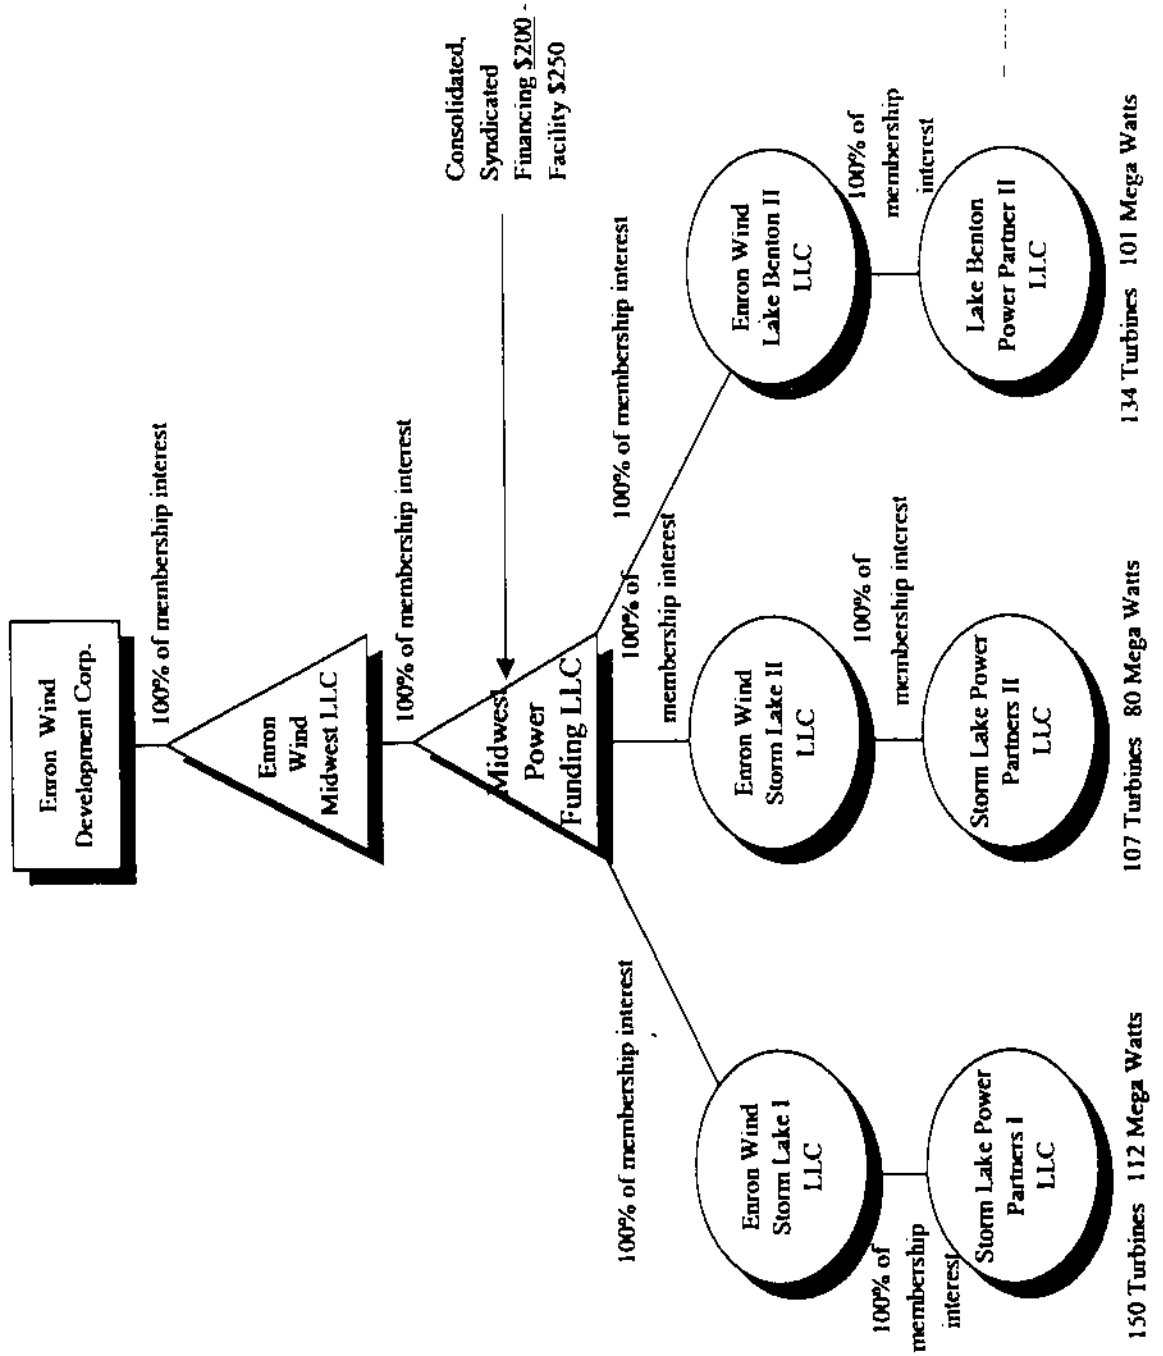 Enron Wind
Development Corp.
100% of membership interest
Enron
Wind
Midwest LLC
100% of membership interest
Consolidated,
Syndicated
Financing $200 -
Facility $250
Midwest
Power
Funding LLC
100% of membership interest
100% of
membership interest
100% of membership interest
Enron Wind
Storm Lake I
LLC
Enron Wind
Storm Lake II
LLC
Enron Wind
Lake Benton II
LLC
100% of
membership
interest
100% of
membership interest
100% of
membership
interest
Storm Lake Power
Partners I
LLC
Storm Lake Power
Partners II
LLC
Lake Benton
Power Partner II
LLC
150 Turbines 112 Mega Watts
107 Turbines 80 Mega Watts
134 Turbines 101 Mega Watts